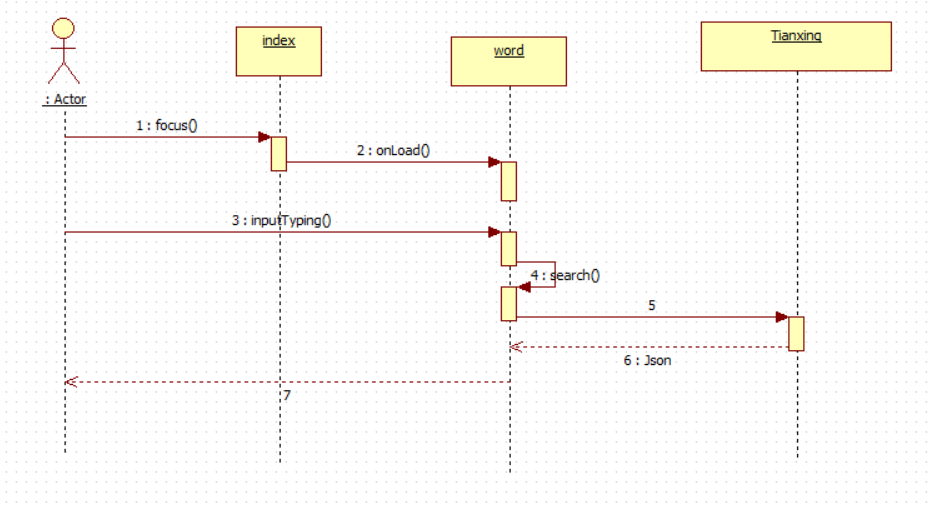 index
word
Tianxing
: Actor
1 : focus()
2 : onLoad()
3 : inputTyping()
4 : search()
5
6 : Json
7